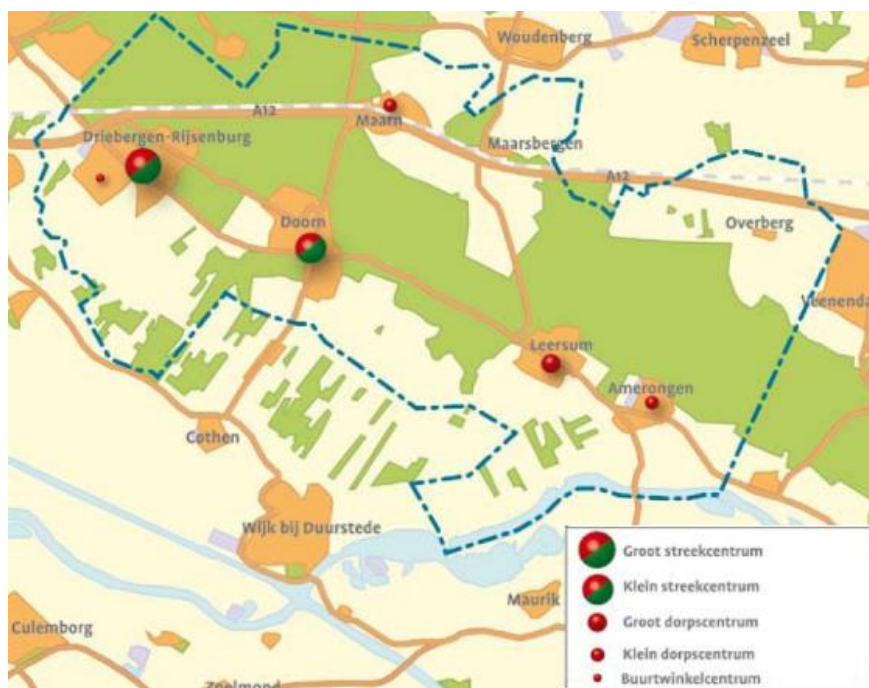 Woudenberg
Scherpenzeel
A12
Maarn
Driebergen-Rijsenburg
Maarsbergen
A12
Doorn
Overberg
Veenenda
Leersum
Amerongen
Cothen
Wijk bij Duurstede
Maurik
Culemborg
Zoelmond
Groot streekcentrum
Klein streekcentrum
Groot dorpscentrum
Klein dorpscentrum
Buurtwinkelcentrum